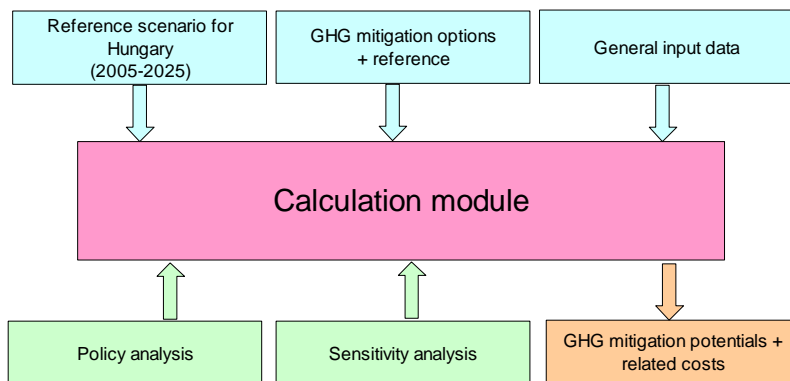 Reference scenario for
Hungary
(2005-2025)
GHG mitigation options
+ reference
General input data
Calculation module
Policy analysis
Sensitivity analysis
GHG mitigation potentials +
related costs